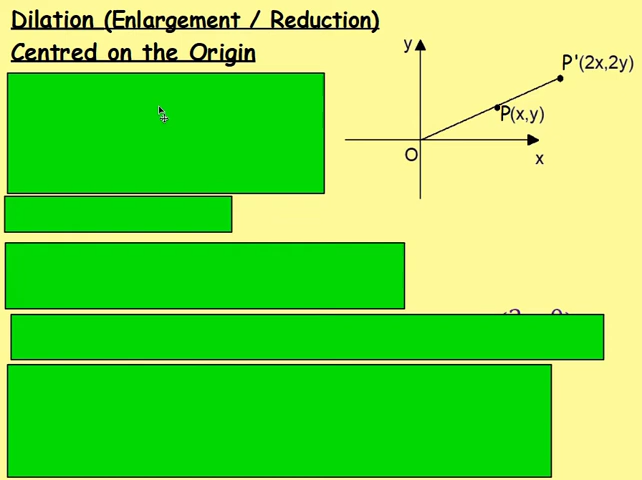 Dilation (Enlargement / Reduction)
Centred on the Origin
y
P'(2x,2y)
P(x,y)
O
x